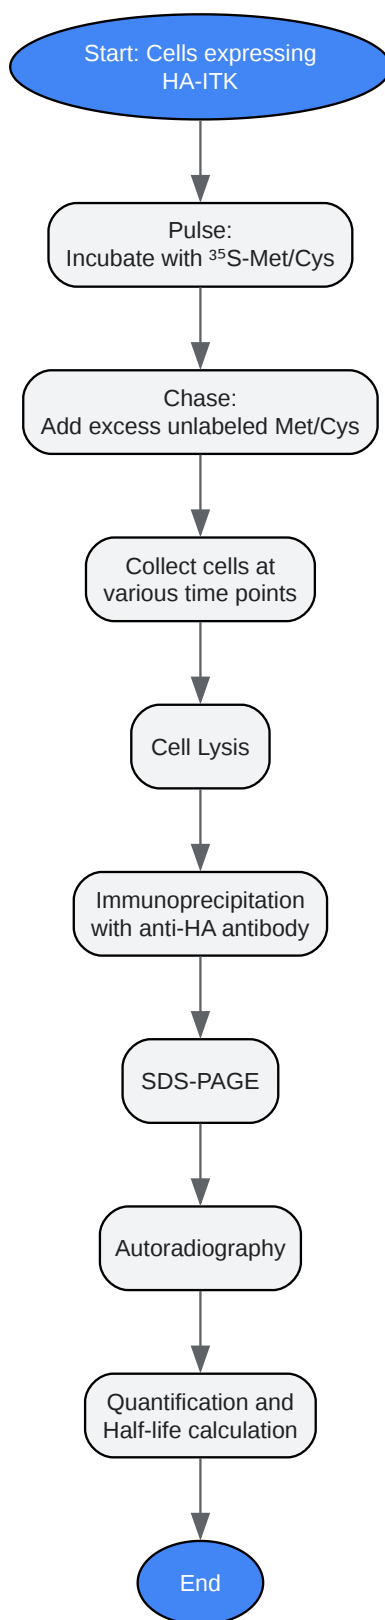 Start: Cells expressing
HA-ITK
Pulse:
Incubate with ³⁵S-Met/Cys
Chase:
Add excess unlabeled Met/Cys
Collect cells at
various time points
Cell Lysis
Immunoprecipitation
with anti-HA antibody
SDS-PAGE
Autoradiography
Quantification and
Half-life calculation
End